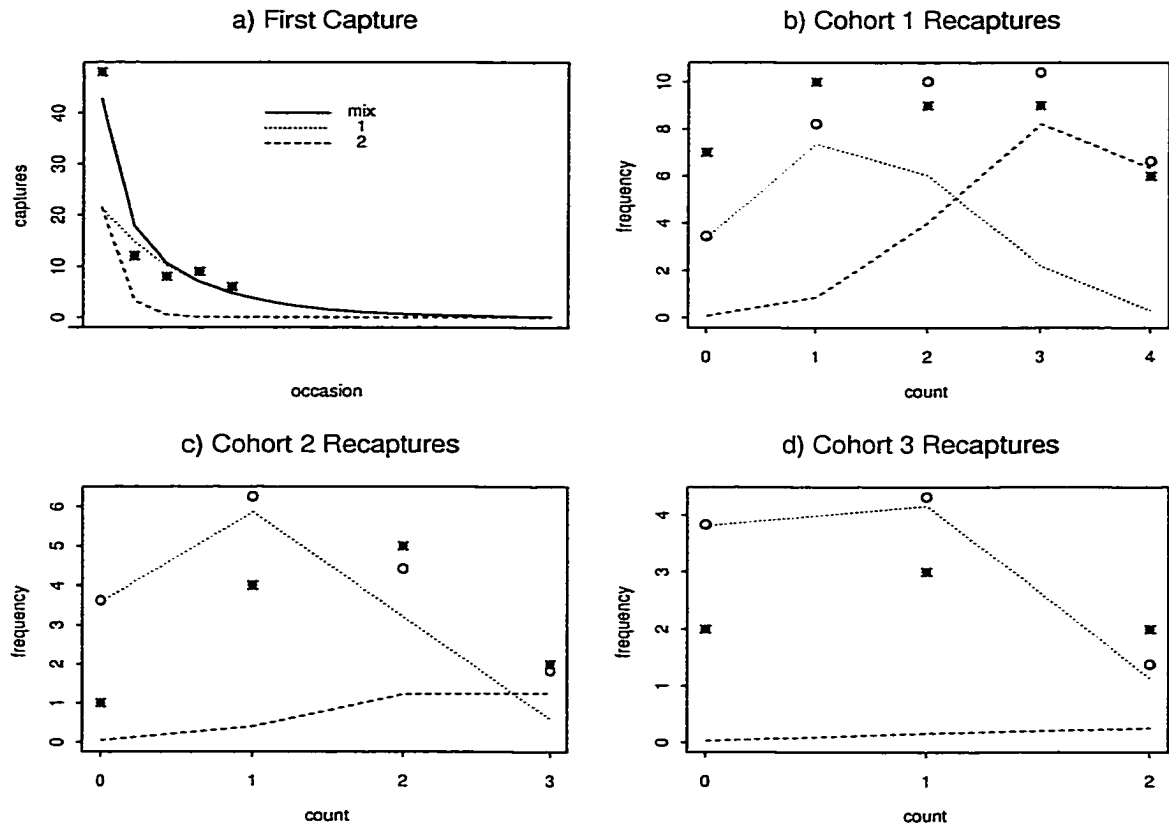 a) First Capture
captures
40
30
20
10
0
mix
1
2
occasion
b) Cohort 1 Recaptures
frequency
10
8
6
4
2
0
0 1 2 3 4
count
c) Cohort 2 Recaptures
frequency
6
5
4
3
2
1
0
0 1 2 3
count
d) Cohort 3 Recaptures
frequency
4
3
2
1
0
0 1 2
count